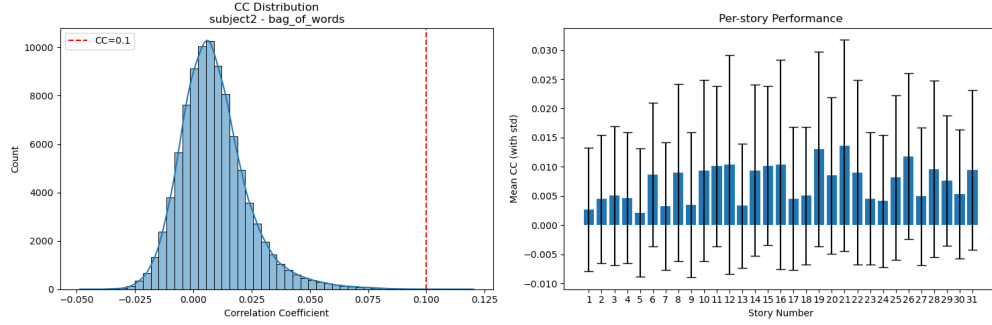 CC Distribution
subject2 - bag_of_words
CC=0.1
Count
10000
8000
6000
4000
2000
0
−0.050 −0.025 0.000 0.025 0.050 0.075 0.100 0.125
Correlation Coefficient
Per-story Performance
Mean CC (with std)
0.030
0.025
0.020
0.015
0.010
0.005
0.000
−0.005
−0.010
1 2 3 4 5 6 7 8 9 10 11 12 13 14 15 16 17 18 19 20 21 22 23 24 25 26 27 28 29 30 31
Story Number